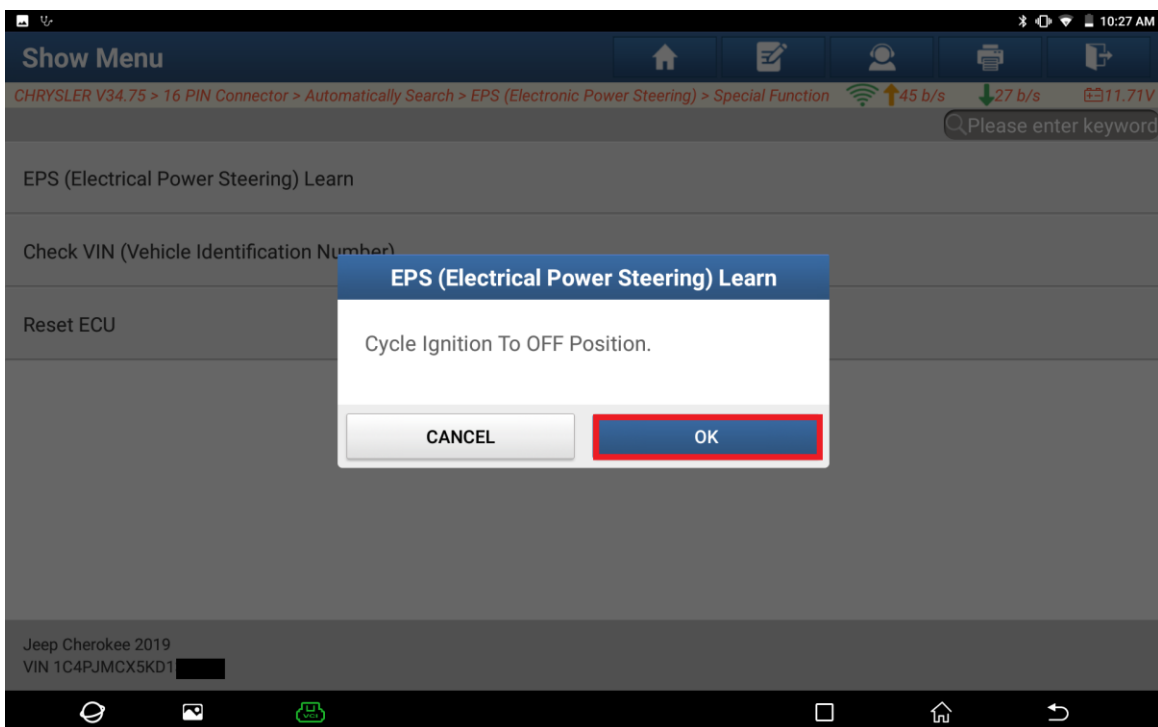 10:27 AM
Show Menu
CHRYSLER V34.75 > 16 PIN Connector > Automatically Search > EPS (Electronic Power Steering) > Special Function 45 b/s 27 b/s 11.71V
Please enter keyword
EPS (Electrical Power Steering) Learn
Check VIN (Vehicle Identification Number)
EPS (Electrical Power Steering) Learn
Reset ECU
Cycle Ignition To OFF Position.
CANCEL OK
Jeep Cherokee 2019
VIN 1C4PJMCX5KD1
VCI